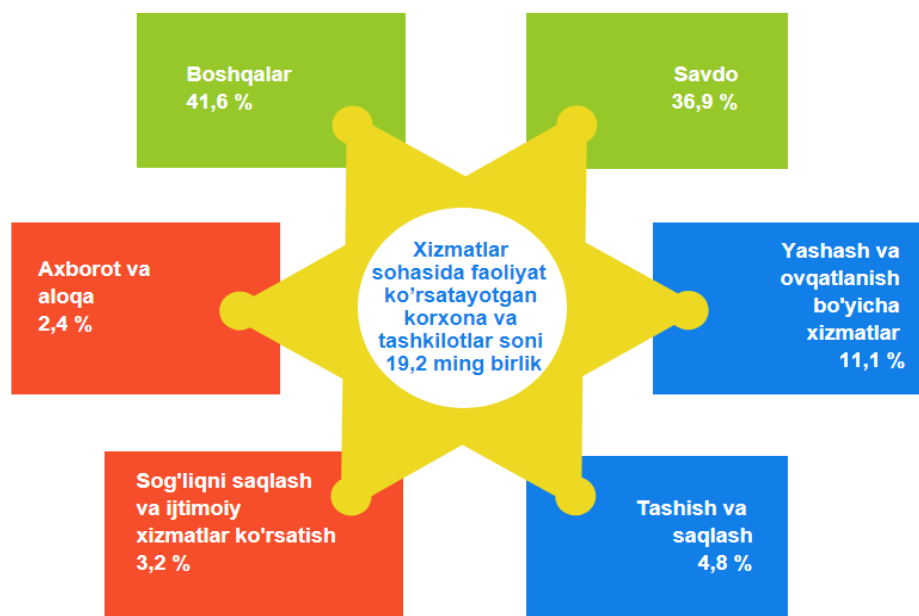 Boshqalar
41,6 %
Savdo
36,9 %
Axborot va
aloqa
2,4 %
Xizmatlar
sohasida faoliyat
ko’rsatayotgan
korxona va
tashkilotlar soni
19,2 ming birlik
Yashash va
ovqatlanish
bo'yicha
xizmatlar
11,1 %
Sog'liqni saqlash
va ijtimoiy
xizmatlar ko'rsatish
3,2 %
Tashish va
saqlash
4,8 %